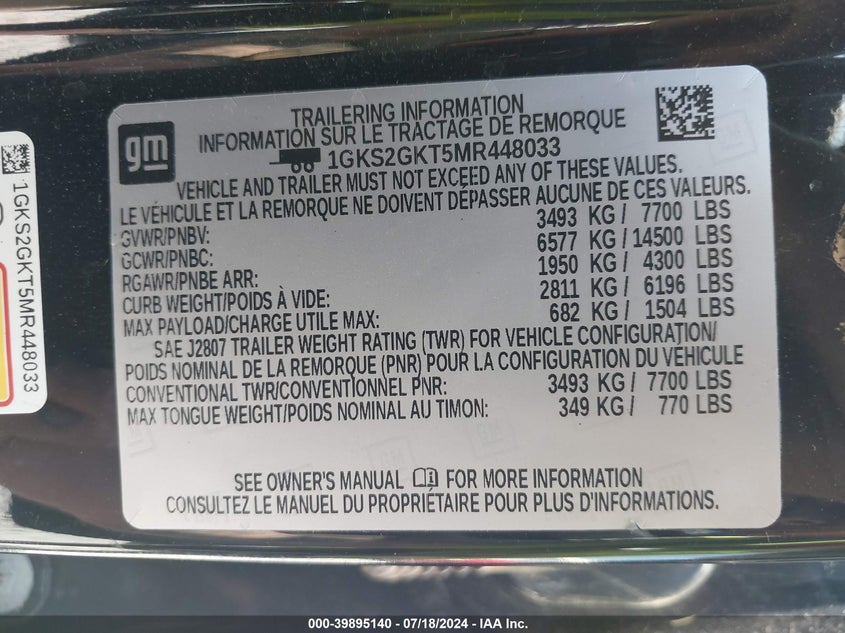 TRAILERING INFORMATION
INFORMATION SUR LE TRACTAGE DE REMORQUE
gm
1GKS2GKT5MR448033
VEHICLE AND TRAILER MUST NOT EXCEED ANY OF THESE VALUES.
LE VÉHICULE ET LA REMORQUE NE DOIVENT DÉPASSER AUCUNE DE CES VALEURS.
GVWR/PNBV: 3493 KG / 7700 LBS
GCWR/PNBC: 6577 KG / 14500 LBS
RGAWR/PNBE ARR: 1950 KG / 4300 LBS
CURB WEIGHT/POIDS À VIDE: 2811 KG / 6196 LBS
MAX PAYLOAD/CHARGE UTILE MAX: 682 KG / 1504 LBS
SAE J2807 TRAILER WEIGHT RATING (TWR) FOR VEHICLE CONFIGURATION/
POIDS NOMINAL DE LA REMORQUE (PNR) POUR LA CONFIGURATION DU VÉHICULE
CONVENTIONAL TWR/CONVENTIONNEL PNR: 3493 KG / 7700 LBS
MAX TONGUE WEIGHT/POIDS NOMINAL AU TIMON: 349 KG / 770 LBS
SEE OWNER'S MANUAL FOR MORE INFORMATION
CONSULTEZ LE MANUEL DU PROPRIÉTAIRE POUR PLUS D'INFORMATIONS.
1GKS2GKT5MR448033
000-39895140 - 07/18/2024 - IAA Inc.